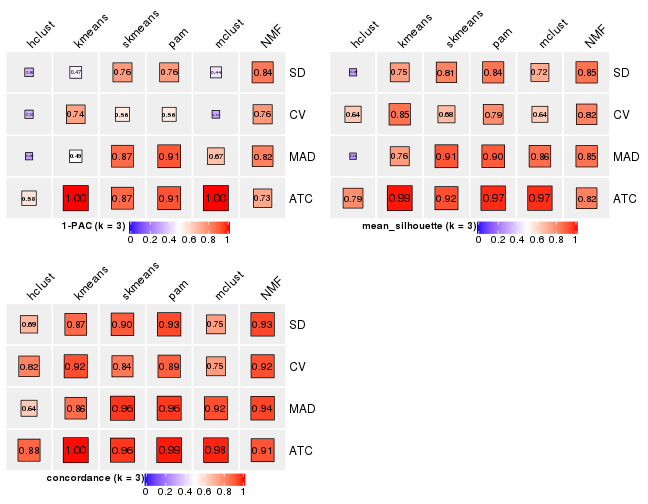 hclust kmeans skmeans pam mclust NMF
0.47 0.76 0.76 0.84 SD
0.74 0.56 0.56 0.76 CV
0.49 0.87 0.91 0.67 0.82 MAD
0.58 1.00 0.87 0.91 1.00 0.73 ATC
1-PAC (k = 3)
0 0.2 0.4 0.6 0.8 1
hclust kmeans skmeans pam mclust NMF
0.75 0.81 0.84 0.72 0.85 SD
0.64 0.85 0.68 0.79 0.64 0.82 CV
0.76 0.91 0.90 0.86 0.85 MAD
0.79 0.99 0.92 0.97 0.97 0.82 ATC
mean_silhouette (k = 3)
0 0.2 0.4 0.6 0.8 1
hclust kmeans skmeans pam mclust NMF
0.69 0.87 0.90 0.93 0.75 0.93 SD
0.82 0.92 0.84 0.89 0.75 0.92 CV
0.64 0.86 0.96 0.96 0.92 0.94 MAD
0.88 1.00 0.96 0.99 0.98 0.91 ATC
concordance (k = 3)
0 0.2 0.4 0.6 0.8 1